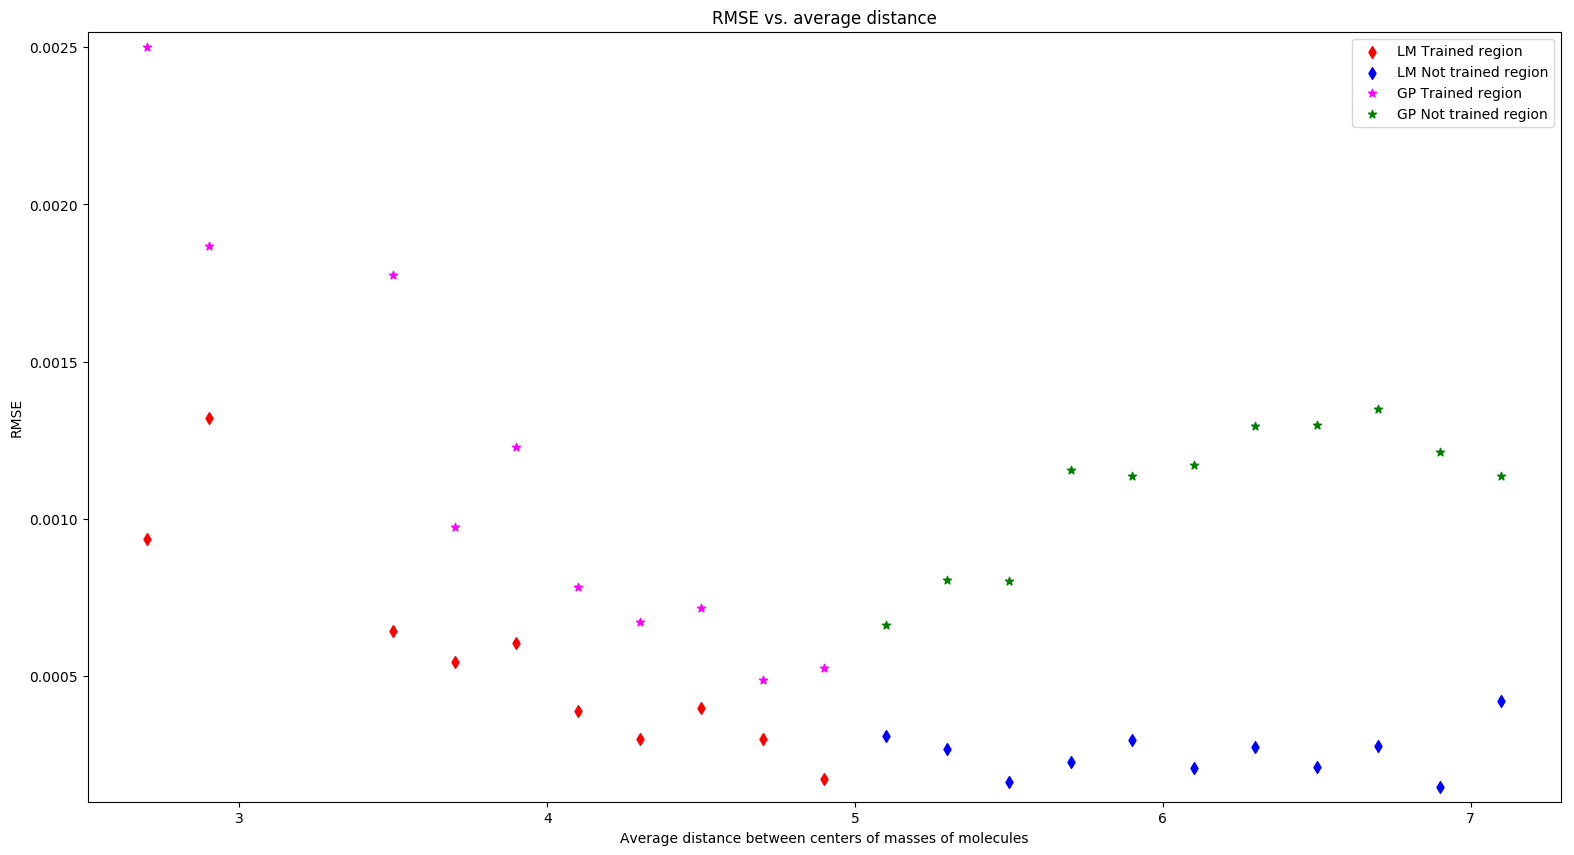 RMSE vs. average distance
LM Trained region
LM Not trained region
GP Trained region
GP Not trained region
0.0025
0.0020
0.0015
0.0010
0.0005
RMSE
3
4
5
6
7
Average distance between centers of masses of molecules